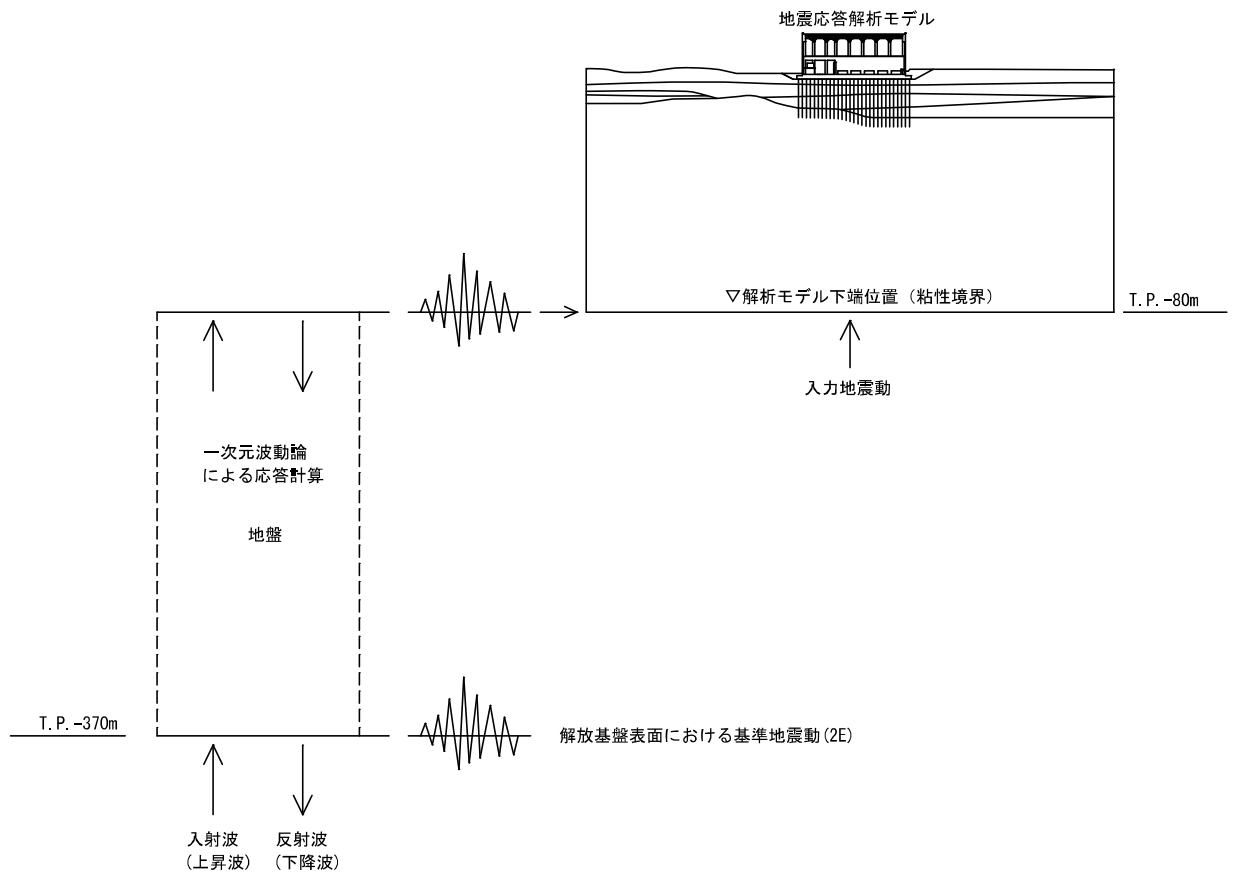 地震応答解析モデル
▽解析モデル下端位置（粘性境界）
T.P.-80m
入力地震動
一次元波動論
による応答計算
地盤
T.P.-370m
解放基盤表面における基準地震動(2E)
入射波
(上昇波)
反射波
(下降波)